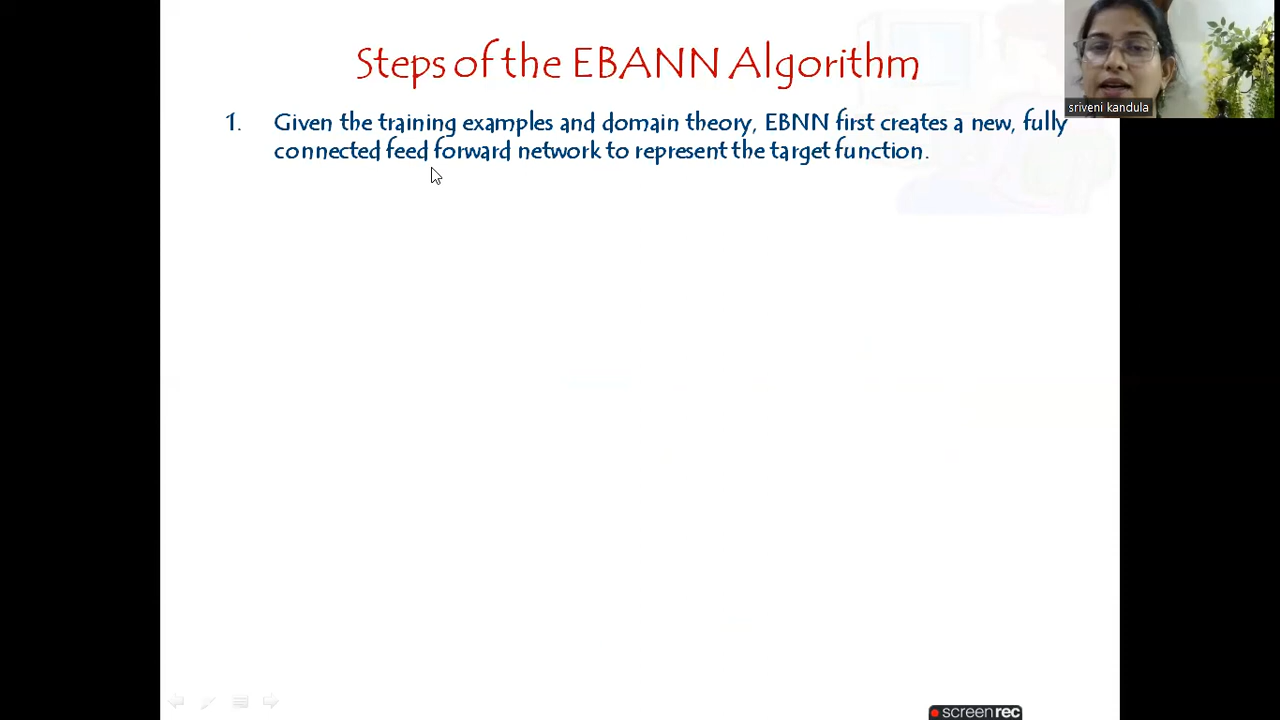 Steps of the EBANN Algorithm
sriveni kandula
1. Given the training examples and domain theory, EBNN first creates a new, fully
connected feed forward network to represent the target function.
screenrec